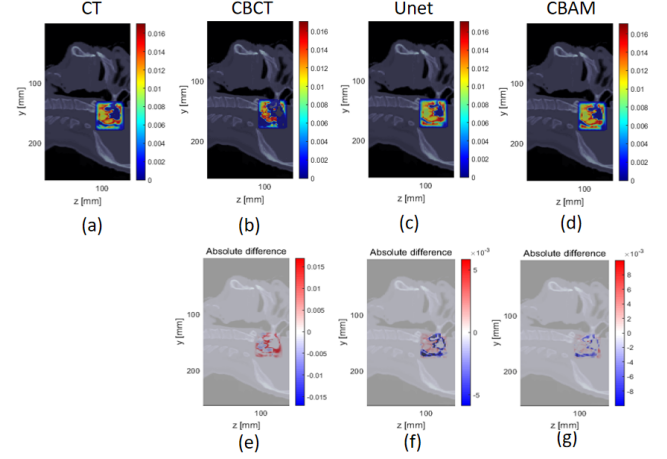 CT
CBCT
Unet
CBAM
0.016
0.014
0.012
0.01
0.008
0.006
0.004
0.002
0
y [mm]
100
200
100
z [mm]
(a)
0.016
0.014
0.012
0.01
0.008
0.006
0.004
0.002
0
y [mm]
100
200
100
z [mm]
(b)
0.016
0.014
0.012
0.01
0.008
0.006
0.004
0.002
0
y [mm]
100
200
100
z [mm]
(c)
0.016
0.014
0.012
0.01
0.008
0.006
0.004
0.002
0
y [mm]
100
200
100
z [mm]
(d)
Absolute difference
0.015
0.01
0.005
0
-0.005
-0.01
-0.015
y [mm]
100
200
100
z [mm]
(e)
Absolute difference
×10⁻³
5
0
-5
y [mm]
100
200
100
z [mm]
(f)
Absolute difference
×10⁻³
8
6
4
2
0
-2
-4
-6
-8
y [mm]
100
200
100
z [mm]
(g)